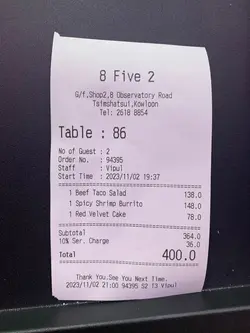 8 Five 2
G/f,Shop2,8 Observatory Road
Tsimshatsui,Kowloon
Tel: 2618 8854
Table : 86
No of Guest : 2
Order No. : 94395
Staff : Vipul
Start Time : 2023/11/02 19:37
1 Beef Taco Salad 138.0
1 Spicy Shrimp Burrito 148.0
1 Red Velvet Cake 78.0
Subtotal 364.0
10% Ser. Charge 36.0
Total 400.0
Thank You.See You Next Time.
2023/11/02 21:00 94395 S2 13 Vipul